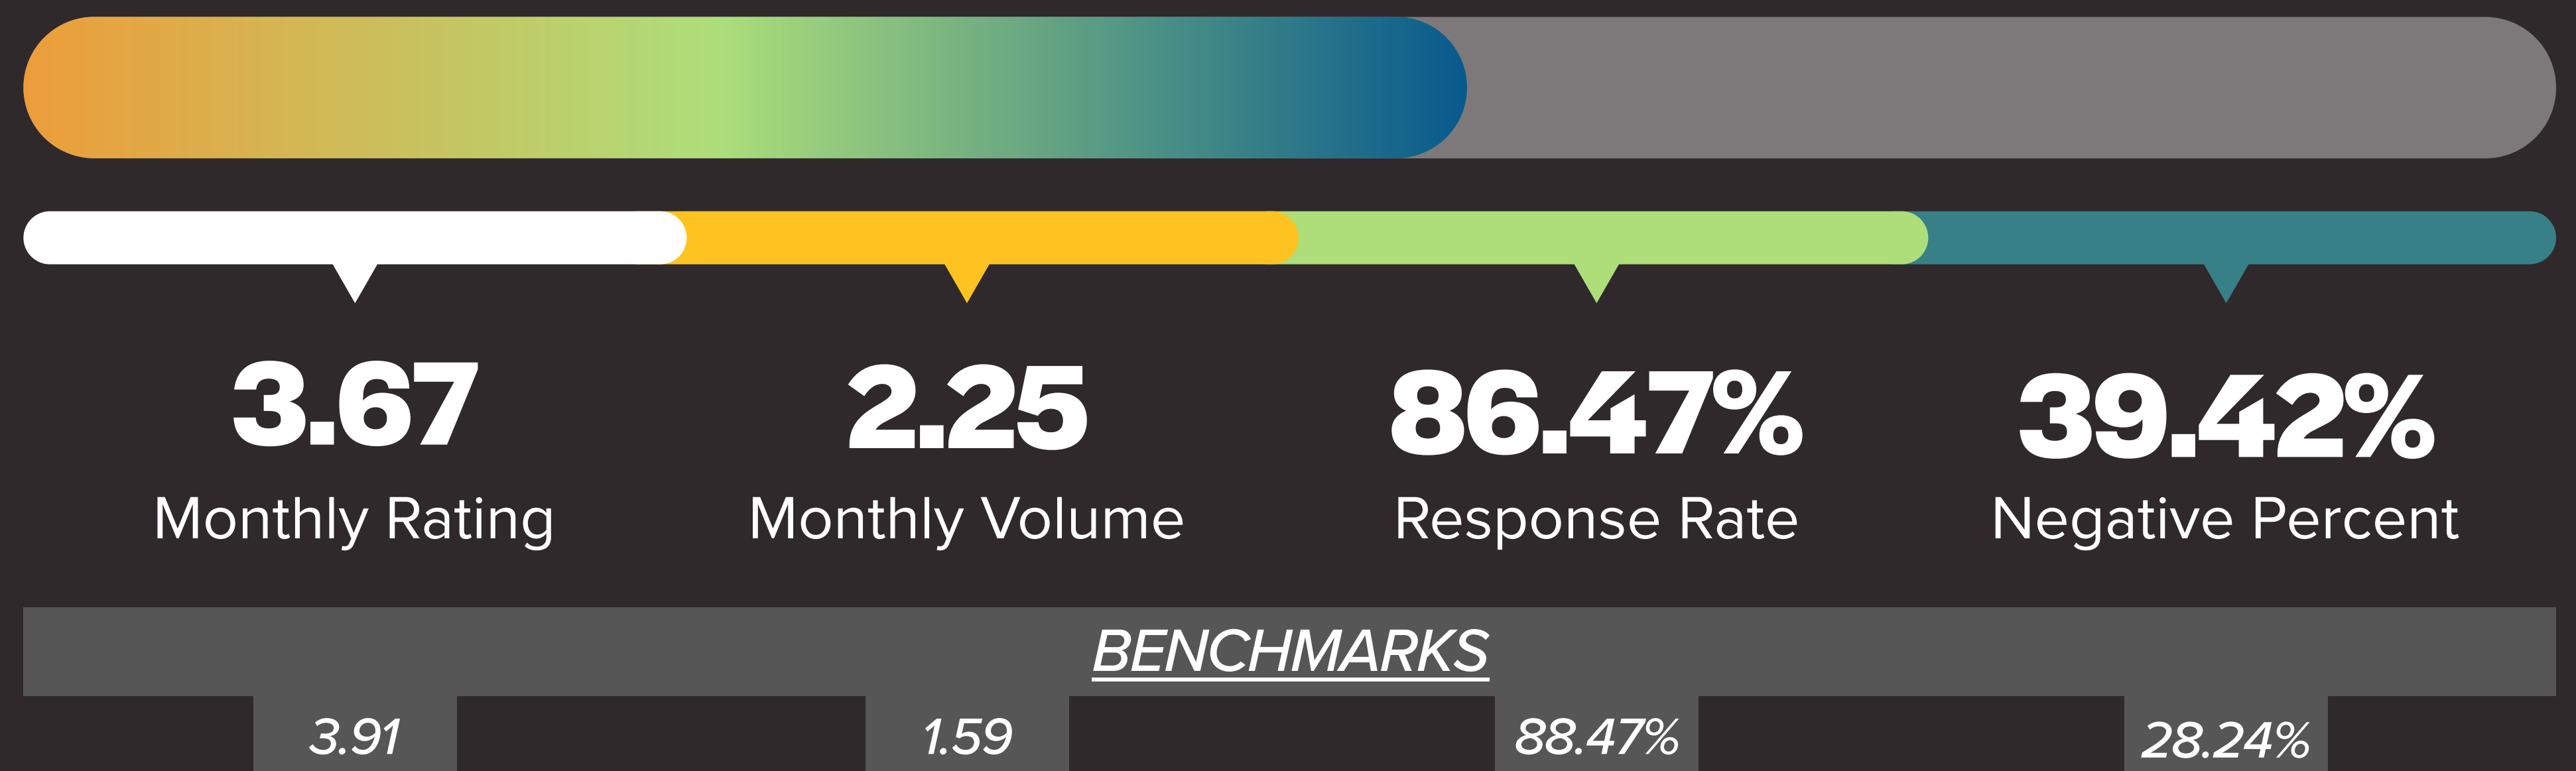 3.67 2.25 86.47% 39.42%
Monthly Rating Monthly Volume Response Rate Negative Percent
BENCHMARKS
3.91 1.59 88.47% 28.24%